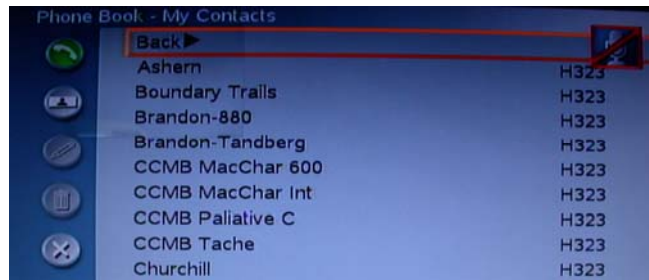 Phone Book - My Contacts
Back
Ashern H323
Boundary Trails H323
Brandon-880 H323
Brandon-Tandberg H323
CCMB MacChar 600 H323
CCMB MacChar Int H323
CCMB Paliative C H323
CCMB Tache H323
Churchill H323